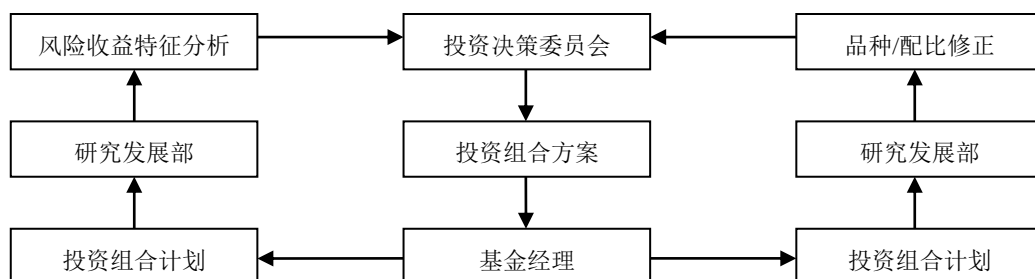 风险收益特征分析
投资决策委员会
品种/配比修正
研究发展部
投资组合方案
研究发展部
投资组合计划
基金经理
投资组合计划